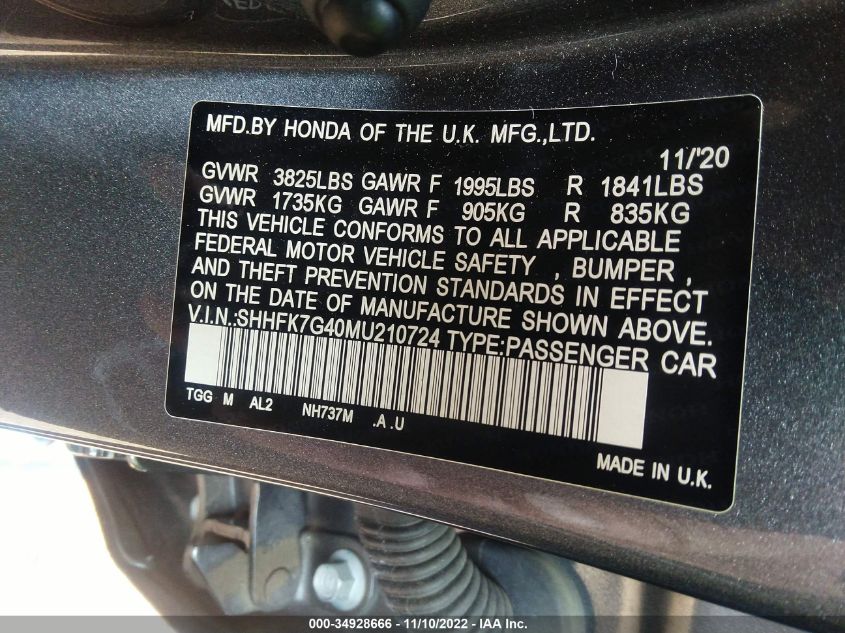 MFD.BY HONDA OF THE U.K. MFG.,LTD.
11/'20
GVWR 3825LBS GAWR F 1995LBS R 1841LBS
GVWR 1735KG GAWR F 905KG R 835KG
THIS VEHICLE CONFORMS TO ALL APPLICABLE
FEDERAL MOTOR VEHICLE SAFETY , BUMPER ,
AND THEFT PREVENTION STANDARDS IN EFFECT
ON THE DATE OF MANUFACTURE SHOWN ABOVE.
V.I.N.:SHHFK7G40MU210724 TYPE:PASSENGER CAR
TGG M AL2 NH737M .A .U
MADE IN U.K.
000-34928666 - 11/10/2022 - IAA Inc.